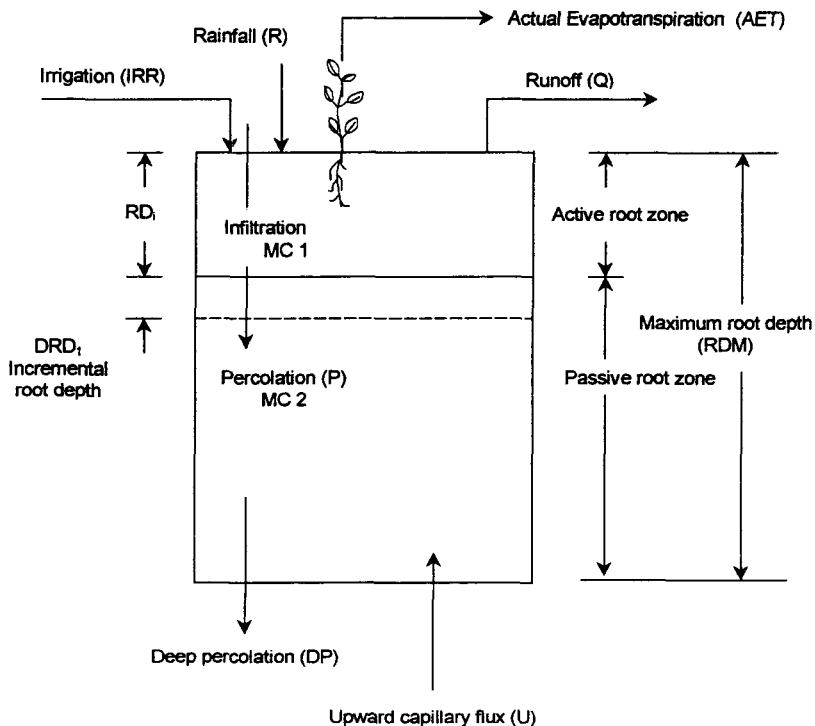 Actual Evapotranspiration (AET)
Rainfall (R)
Irrigation (IRR)
Runoff (Q)
RDi
Infiltration
MC 1
Active root zone
DRDt
Incremental
root depth
Percolation (P)
MC 2
Maximum root depth
(RDM)
Passive root zone
Deep percolation (DP)
Upward capillary flux (U)